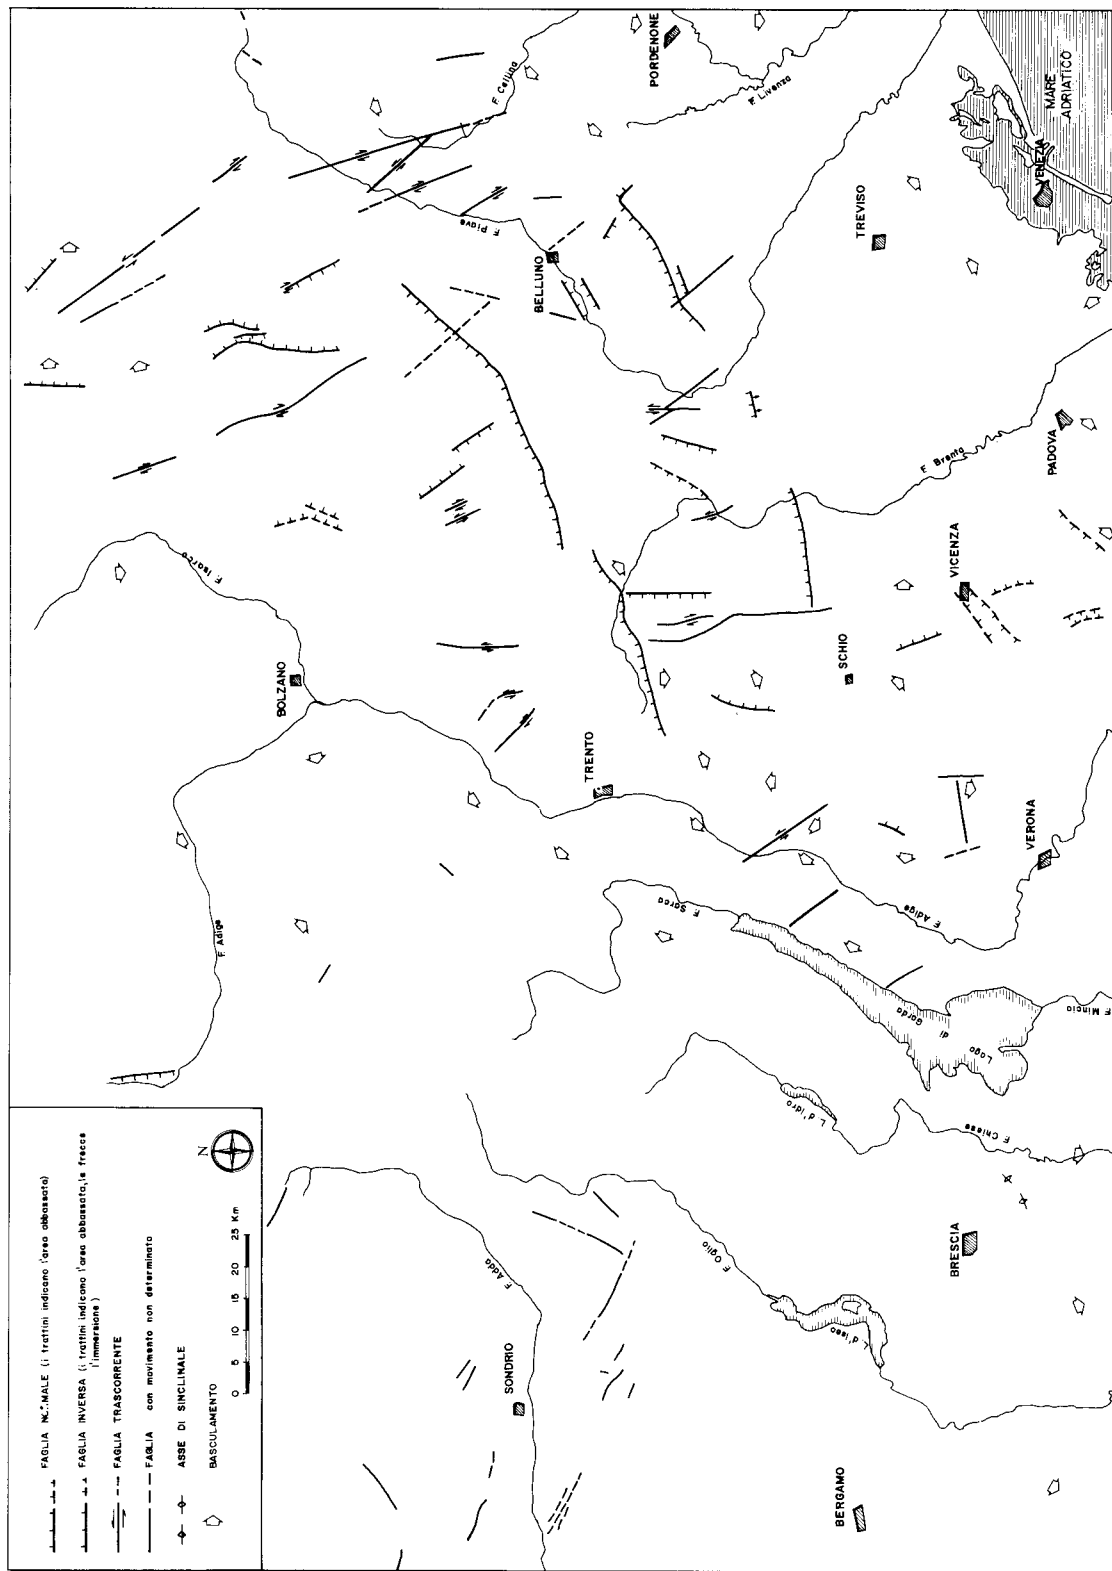 FAGLIA NORMALE (i trattini indicano l'area abbassata)
FAGLIA INVERSA (i trattini indicano l'area abbassata, le frecce
l'immersione)
FAGLIA TRASCORRENTE
FAGLIA con movimento non determinato
ASSE DI SINCLINALE
BASCULAMENTO
0 5 10 15 20 25 Km
N
F. Adige
BOLZANO
F. Isarco
F. Adda
SONDRIO
TRENTO
BELLUNO
F. Piave
F. Cellina
PORDENONE
F. Livenza
F. Oglio
L. d'Iseo
L. d'Idro
F. Sarca
Lago
di
Garda
F. Adige
SCHIO
VICENZA
F. Brenta
TREVISO
MARE
ADRIATICO
VENEZIA
BERGAMO
BRESCIA
F. Chiese
F. Mincio
VERONA
PADOVA